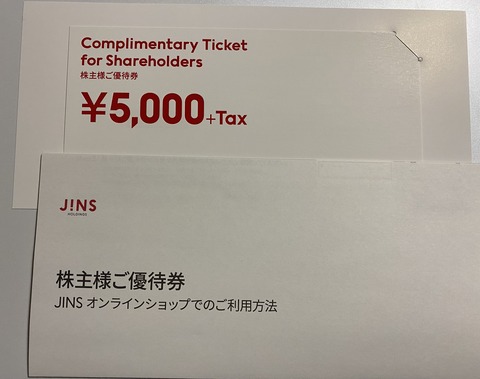 Complimentary Ticket
for Shareholders
株主様ご優待券
¥5,000+Tax
J!NS
HOLDINGS
株主様ご優待券
JINS オンラインショップでのご利用方法